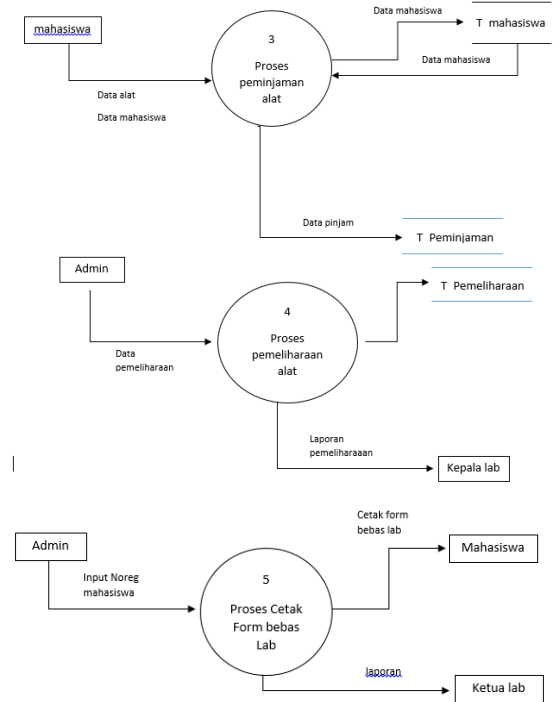 mahasiswa
Data alat
Data mahasiswa
3
Proses
peminjaman
alat
Data mahasiswa
T mahasiswa
Data mahasiswa
Data pinjam
T Peminjaman
Admin
Data
pemeliharaan
4
Proses
pemeliharaan
alat
T Pemeliharaan
Laporan
pemeliharaaan
Kepala lab
Admin
Input Noreg
mahasiswa
5
Proses Cetak
Form bebas
Lab
Cetak form
bebas lab
Mahasiswa
laporan
Ketua lab